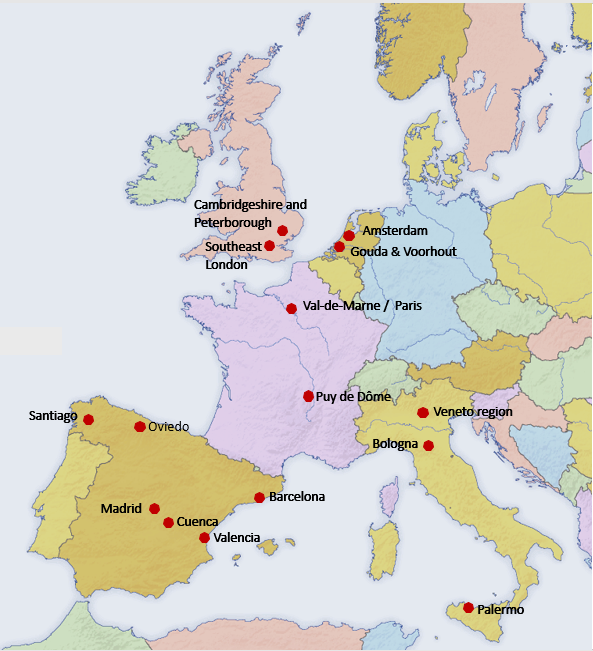 Cambridgeshire and
Peterborough
Amsterdam
Southeast
London
Gouda & Voorhout
Val-de-Marne / Paris
Puy de Dôme
Veneto region
Santiago
Oviedo
Bologna
Barcelona
Madrid
Cuenca
Valencia
Palermo